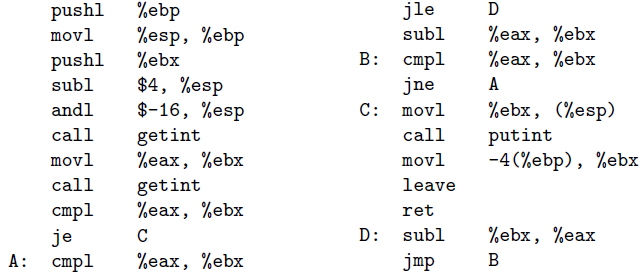 pushl %ebp
movl %esp, %ebp
pushl %ebx
subl $4, %esp
andl $-16, %esp
call getint
movl %eax, %ebx
call getint
cmpl %eax, %ebx
je C
A: cmpl %eax, %ebx
jle D
subl %eax, %ebx
B: cmpl %eax, %ebx
jne A
C: movl %ebx, (%esp)
call putint
movl -4(%ebp), %ebx
leave
ret
D: subl %ebx, %eax
jmp B